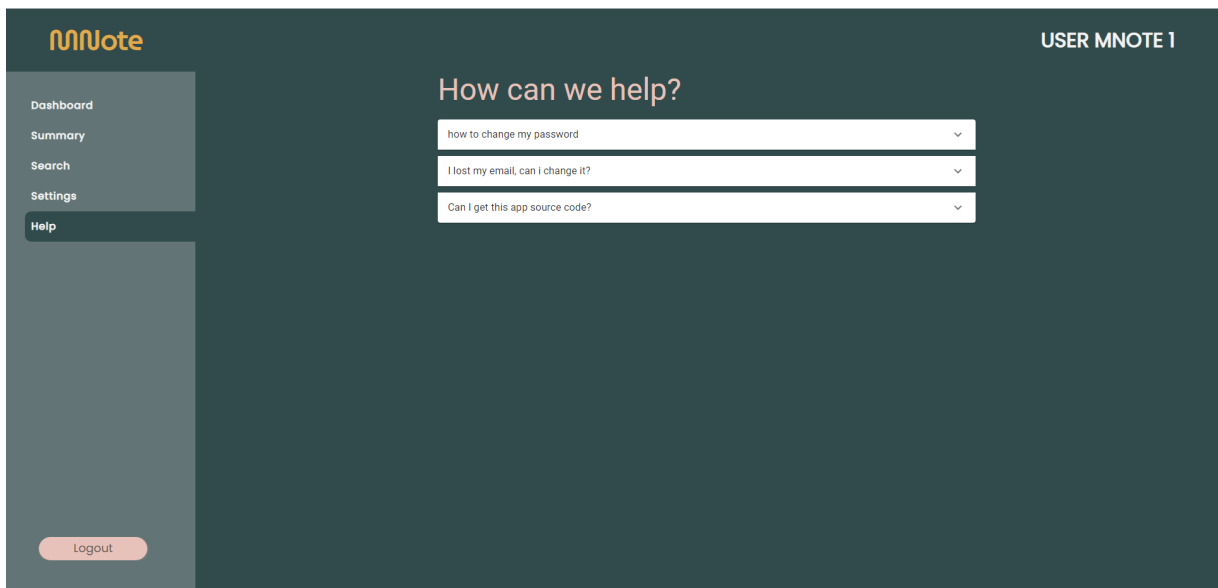 MNote
USER MNOTE 1
Dashboard
Summary
Search
Settings
Help
Logout
How can we help?
how to change my password
I lost my email, can i change it?
Can I get this app source code?